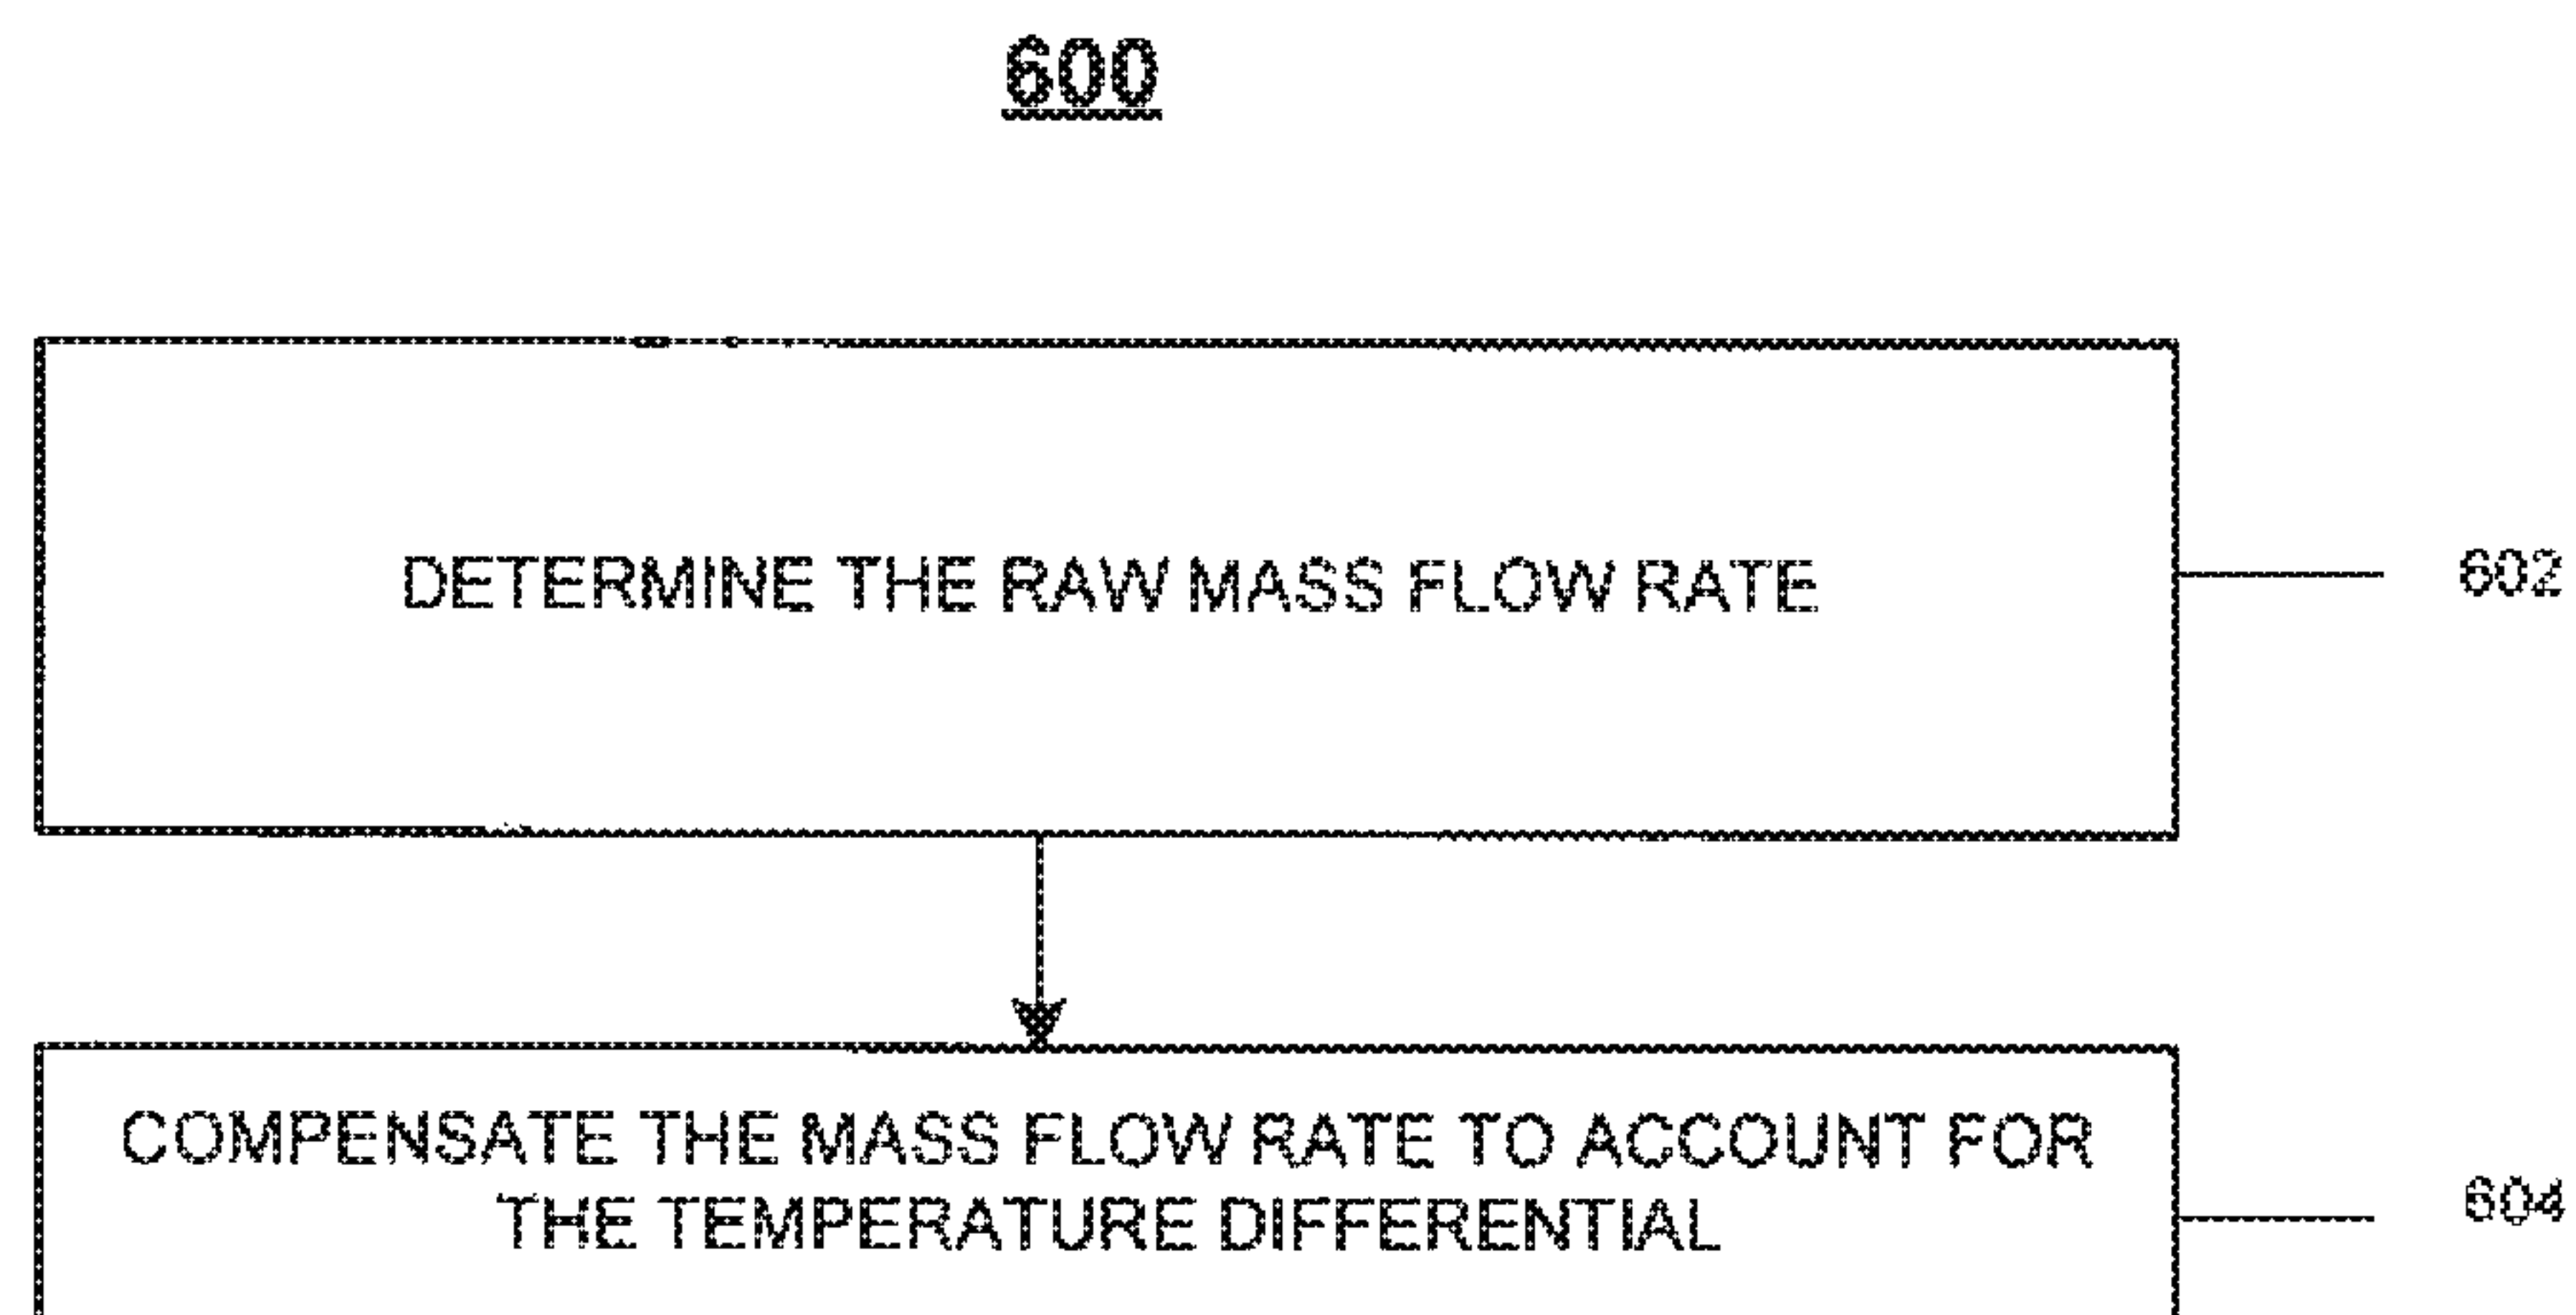 600
DETERMINE THE RAW MASS FLOW RATE
602
COMPENSATE THE MASS FLOW RATE TO ACCOUNT FOR
THE TEMPERATURE DIFFERENTIAL
604